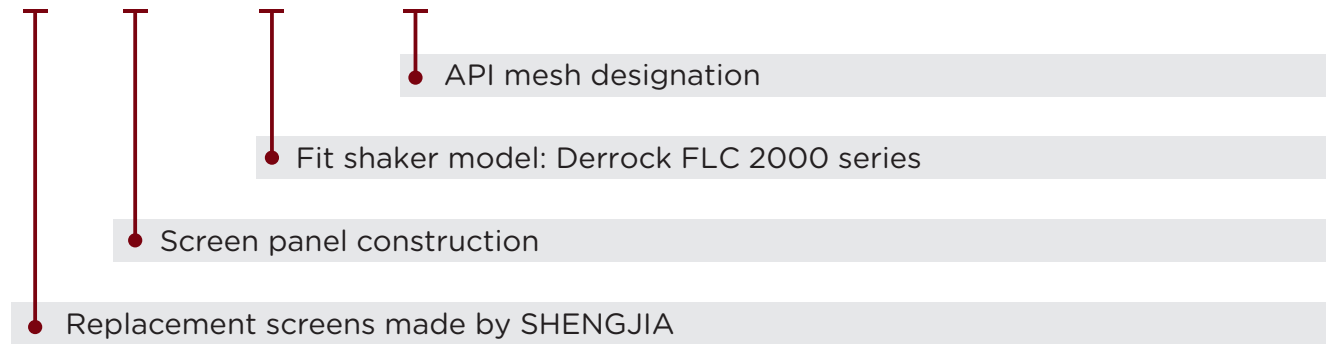 API mesh designation
Fit shaker model: Derrock FLC 2000 series
Screen panel construction
Replacement screens made by SHENGJIA